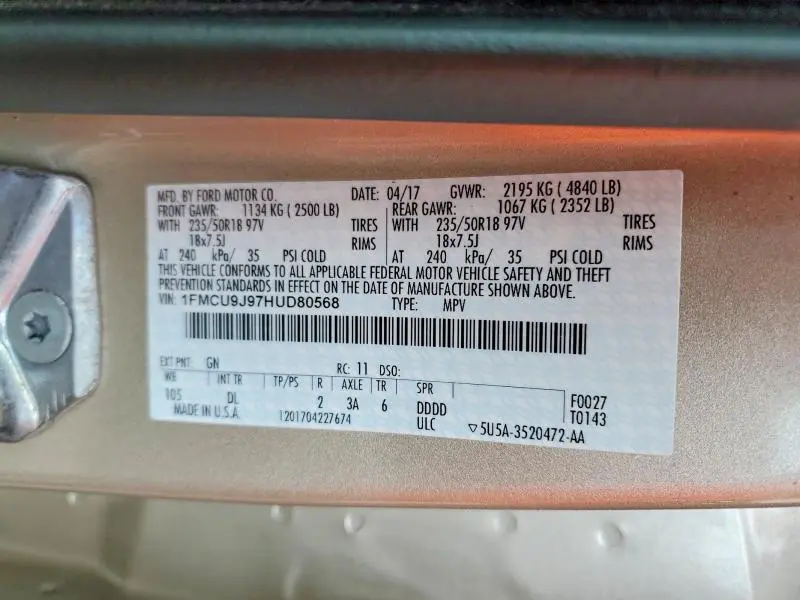 MFD. BY FORD MOTOR CO. DATE: 04/17 GVWR: 2195 KG ( 4840 LB)
FRONT GAWR: 1134 KG ( 2500 LB) REAR GAWR: 1067 KG ( 2352 LB)
WITH 235/50R18 97V TIRES WITH 235/50R18 97V TIRES
18x7.5J RIMS 18x7.5J RIMS
AT 240 kPa/ 35 PSI COLD AT 240 kPa/ 35 PSI COLD
THIS VEHICLE CONFORMS TO ALL APPLICABLE FEDERAL MOTOR VEHICLE SAFETY AND THEFT
PREVENTION STANDARDS IN EFFECT ON THE DATE OF MANUFACTURE SHOWN ABOVE.
VIN: 1FMCU9J97HUD80568 TYPE: MPV
EXT PNT: GN RC: 11 DSO:
WB INT TR TP/PS R AXLE TR SPR
105 DL 2 3A 6 DDDD F0027
MADE IN U.S.A. 1201704227674 ULC T0143
▽5U5A-3520472-AA